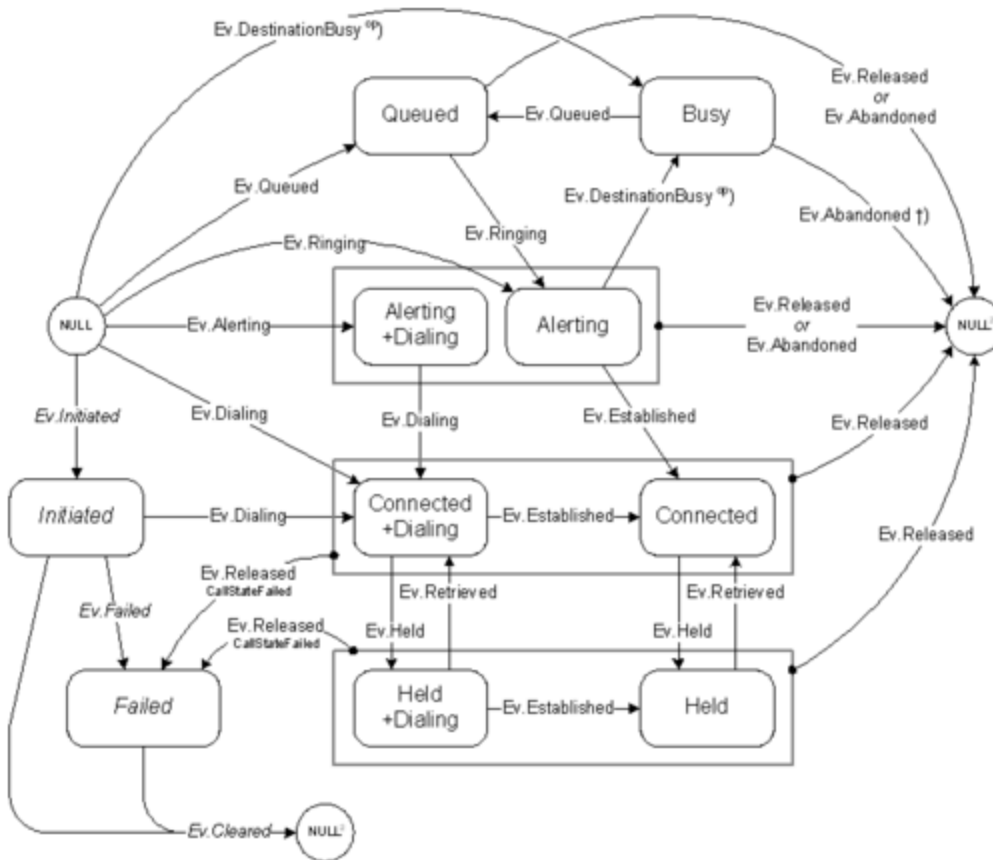 Ev.DestinationBusy op)
Ev.Released
or
Ev.Abandoned
Queued
Ev.Queued
Busy
Ev.Queued
Ev.DestinationBusy op)
Ev.Abandoned †)
Ev.Ringing
Ev.Ringing
NULL
Ev.Alerting
Alerting
+Dialing
Alerting
Ev.Released
or
Ev.Abandoned
NULL
Ev.Initiated
Ev.Dialing
Ev.Dialing
Ev.Established
Ev.Released
Initiated
Ev.Dialing
Connected
+Dialing
Ev.Established
Connected
Ev.Released
Ev.Released
CallStateFailed
Ev.Retrieved
Ev.Retrieved
Ev.Failed
Ev.Released
CallStateFailed
Ev.Held
Ev.Held
Failed
Held
+Dialing
Ev.Established
Held
Ev.Cleared
NULL